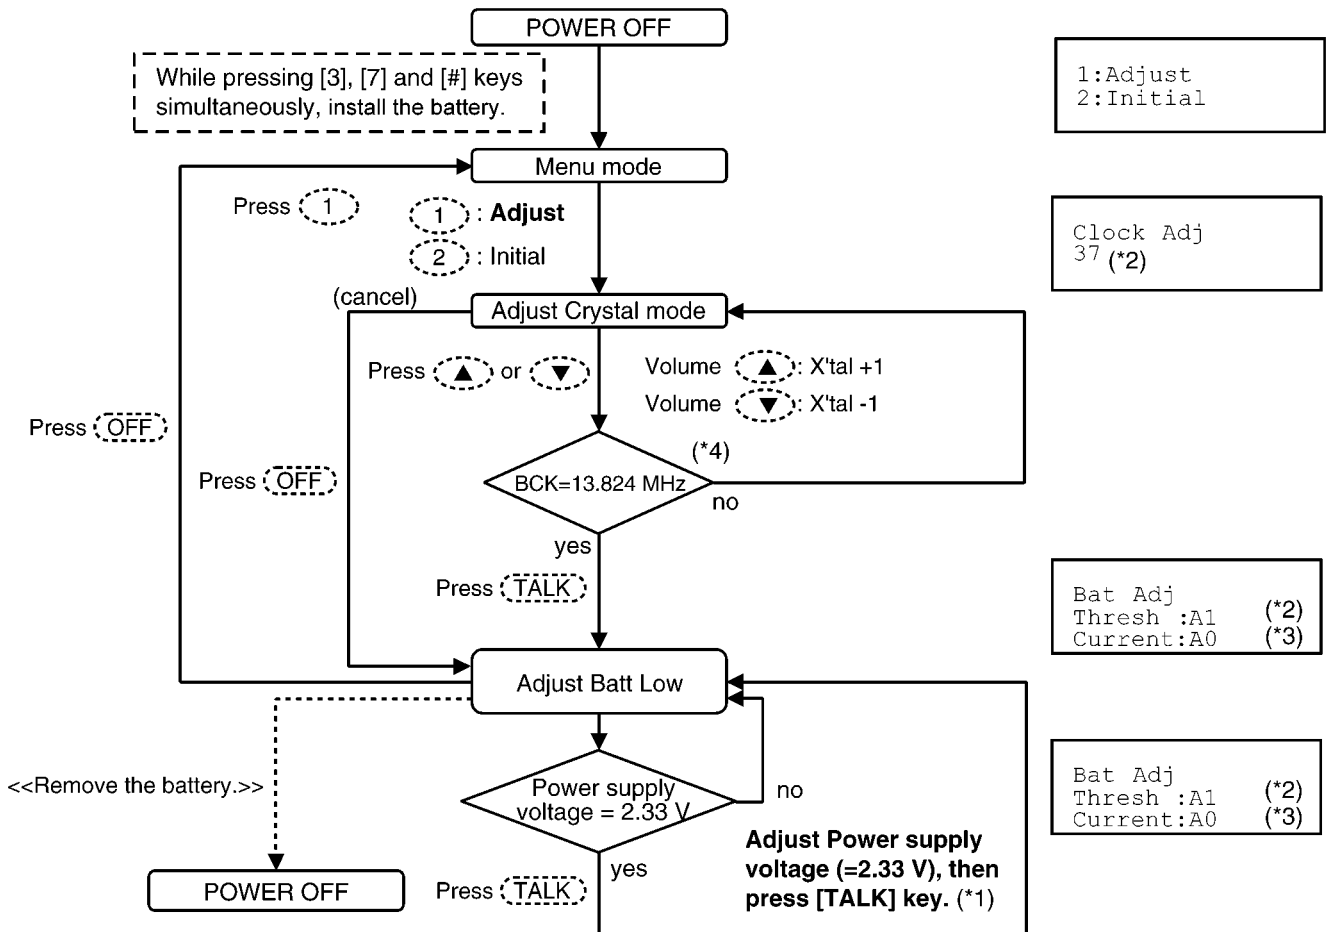 POWER OFF
While pressing [3], [7] and [#] keys
simultaneously, install the battery.
1:Adjust
2:Initial
Menu mode
Press 1
1 : Adjust
2 : Initial
Clock Adj
37 (*2)
(cancel)
Adjust Crystal mode
Press ▲ or ▼
Volume ▲: X'tal +1
Volume ▼: X'tal -1
Press OFF
(*4)
Press OFF
BCK=13.824 MHz
no
yes
Press TALK
Bat Adj
Thresh :A1 (*2)
Current:A0 (*3)
Adjust Batt Low
<<Remove the battery.>>
Power supply
voltage = 2.33 V
no
Bat Adj
Thresh :A1 (*2)
Current:A0 (*3)
Adjust Power supply
voltage (=2.33 V), then
press [TALK] key. (*1)
yes
Press TALK
POWER OFF